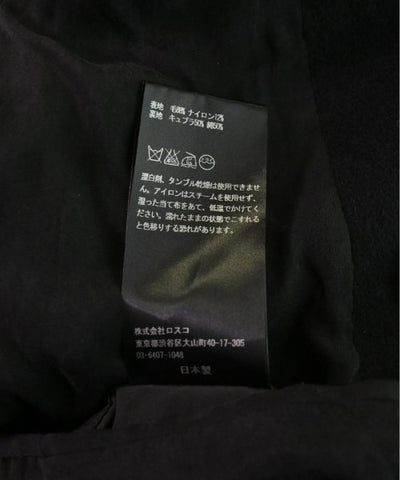 表地 毛88% ナイロン12%
裏地 キュプラ50% 綿50%
漂白剤、タンブル乾燥は使用できませ
ん。アイロンはスチームを使用せず、
湿った当て布をあて、低温でかけてく
ださい。濡れたままの状態でこすれる
と色移りする恐れがあります。
株式会社ロスコ
東京都渋谷区大山町40-17-305
03-6407-1048
日本製